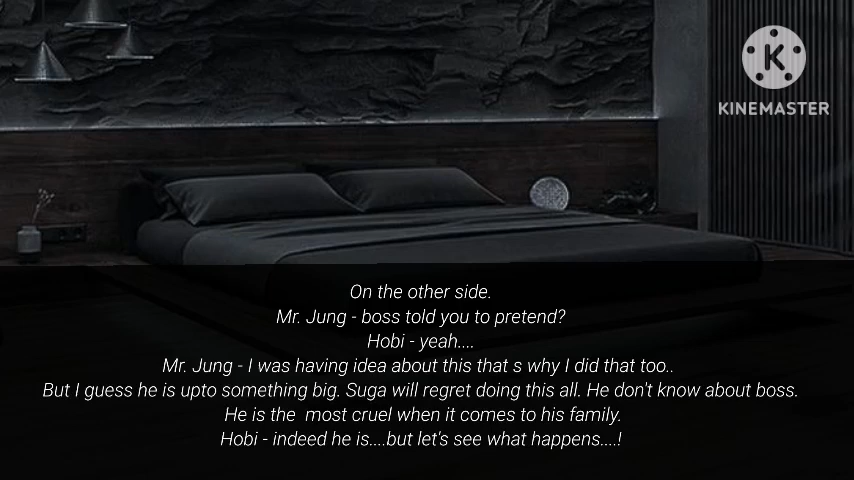 KINEMASTER
On the other side.
Mr. Jung - boss told you to pretend?
Hobi - yeah....
Mr. Jung - I was having idea about this that s why I did that too..
But I guess he is upto something big. Suga will regret doing this all. He don't know about boss.
He is the  most cruel when it comes to his family.
Hobi - indeed he is....but let's see what happens....!